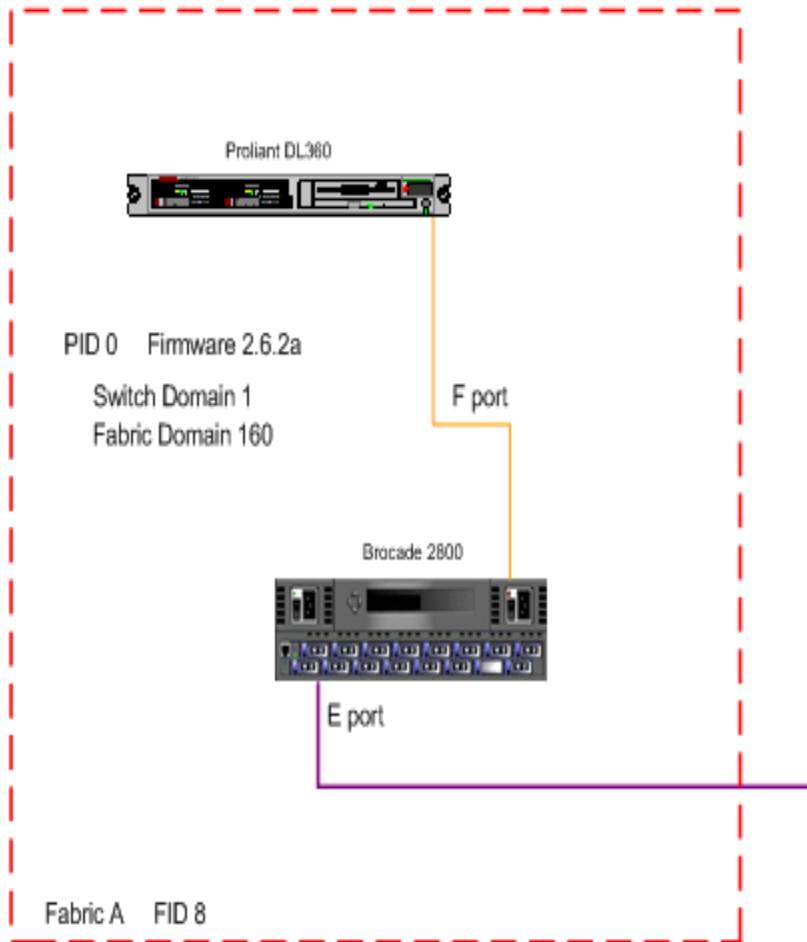 Proliant DL360
PID 0 Firmware 2.6.2a
Switch Domain 1
Fabric Domain 160
F port
Brocade 2800
E port
Fabric A FID 8